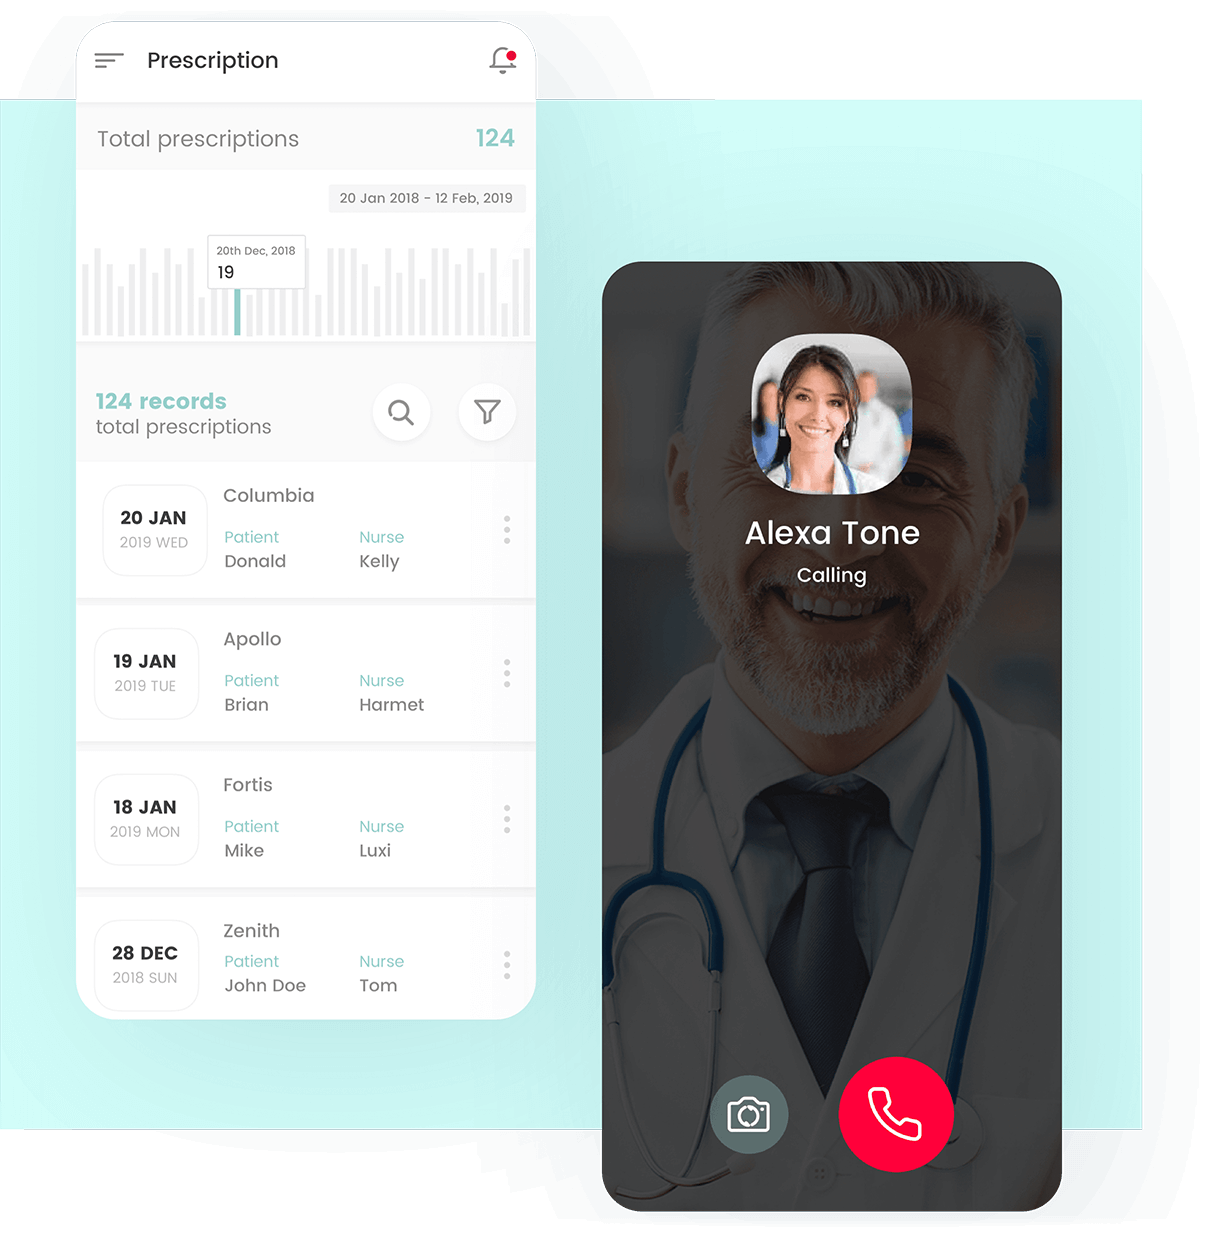 Prescription
Total prescriptions 124
20 Jan 2018 - 12 Feb, 2019
20th Dec, 2018
19
124 records
total prescriptions
Columbia
20 JAN
2019 WED
Patient Nurse
Donald Kelly
Apollo
19 JAN
2019 TUE
Patient Nurse
Brian Harmet
Fortis
18 JAN
2019 MON
Patient Nurse
Mike Luxi
Zenith
28 DEC
2018 SUN
Patient Nurse
John Doe Tom
Alexa Tone
Calling